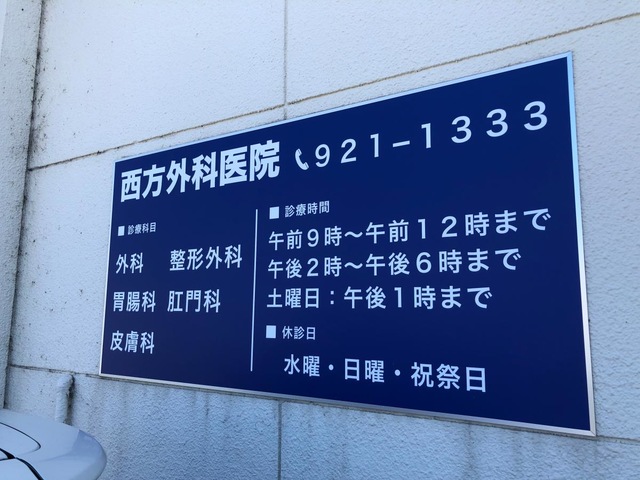 西方外科医院 921-1333
■ 診療科目
外科 整形外科
胃腸科 肛門科
皮膚科
■ 診療時間
午前9時〜午前12時まで
午後2時〜午後6時まで
土曜日：午後1時まで
■ 休診日
水曜・日曜・祝祭日